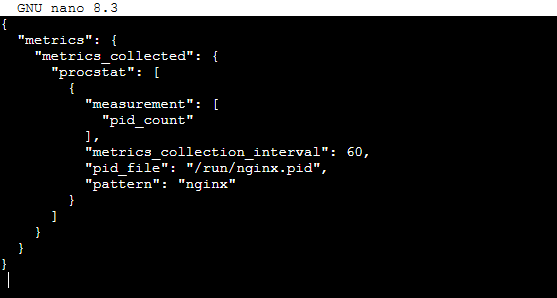 GNU nano 8.3
{
  "metrics": {
    "metrics_collected": {
      "procstat": [
        {
          "measurement": [
            "pid_count"
          ],
          "metrics_collection_interval": 60,
          "pid_file": "/run/nginx.pid",
          "pattern": "nginx"
        }
      ]
    }
  }
}